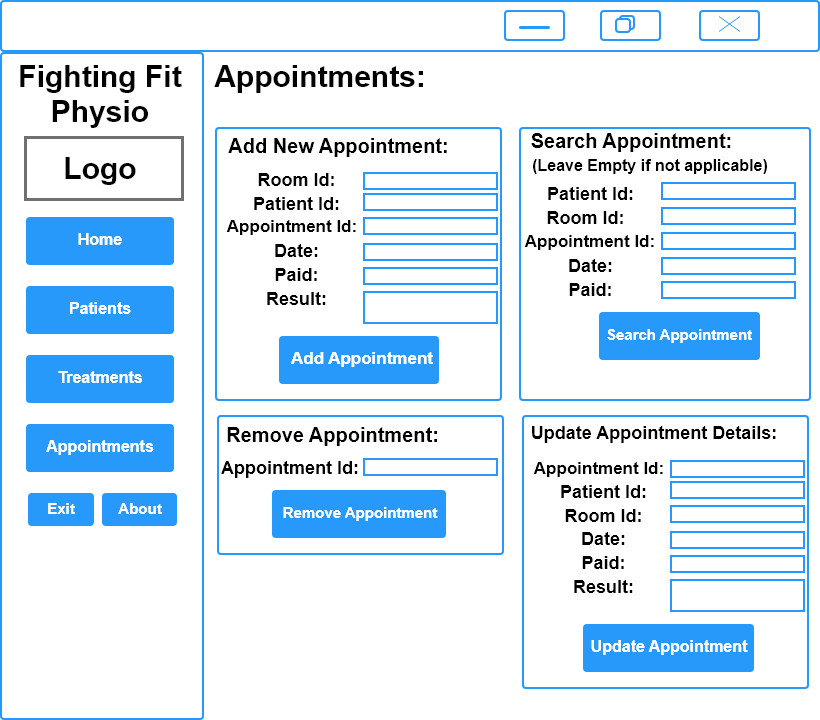 Fighting Fit
Physio
Logo
Home
Patients
Treatments
Appointments
Exit
About
Appointments:
Add New Appointment:
Room Id:
Patient Id:
Appointment Id:
Date:
Paid:
Result:
Add Appointment
Search Appointment:
(Leave Empty if not applicable)
Patient Id:
Room Id:
Appointment Id:
Date:
Paid:
Search Appointment
Remove Appointment:
Appointment Id:
Remove Appointment
Update Appointment Details:
Appointment Id:
Patient Id:
Room Id:
Date:
Paid:
Result:
Update Appointment